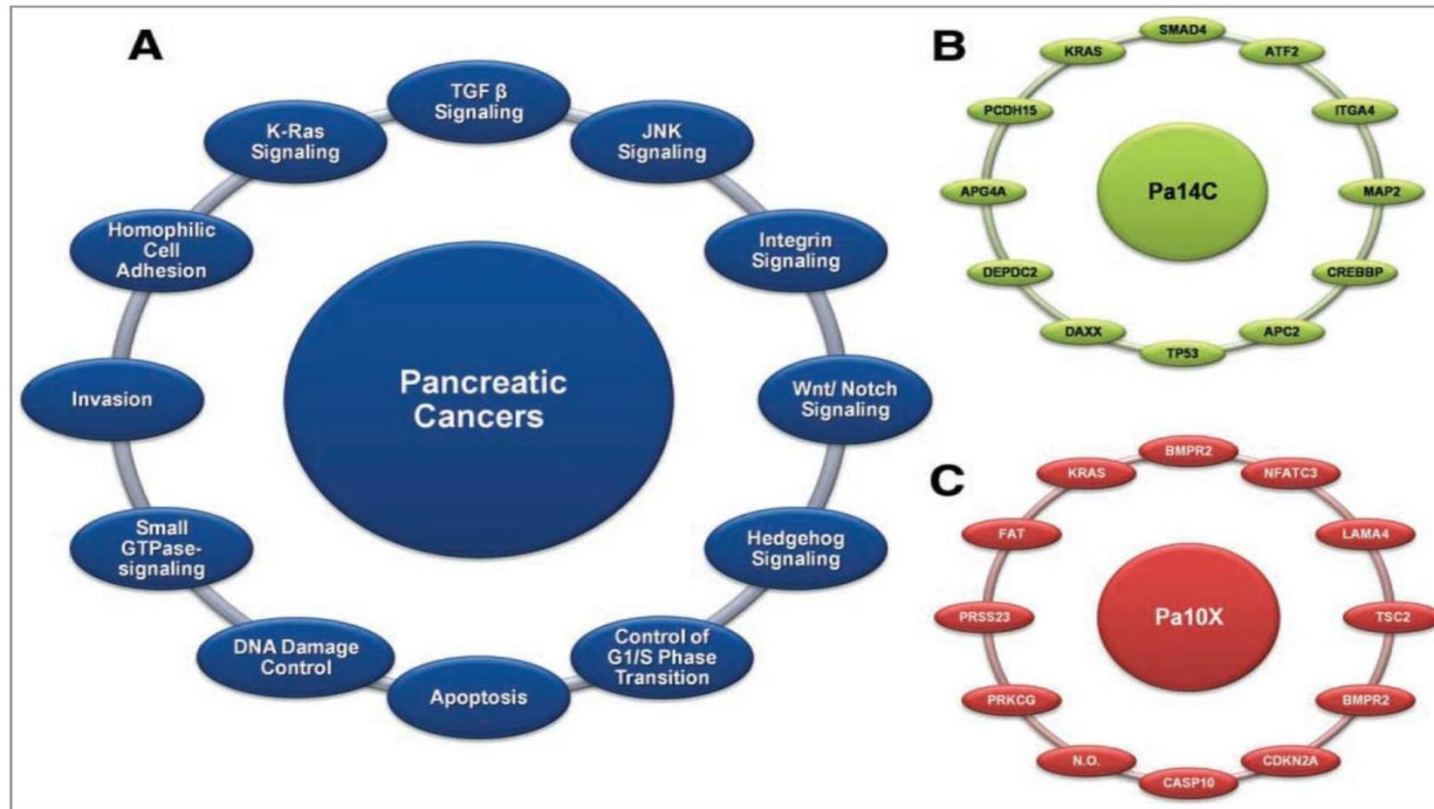 A
TGF β
Signaling
JNK
Signaling
Integrin
Signaling
Wnt/ Notch
Signaling
Hedgehog
Signaling
Control of
G1/S Phase
Transition
Apoptosis
DNA Damage
Control
Small
GTPase-
signaling
Invasion
Homophilic
Cell
Adhesion
K-Ras
Signaling
Pancreatic
Cancers
B
SMAD4
ATF2
ITGA4
MAP2
CREBBP
APC2
TP53
DAXX
DEPDC2
APG4A
PCDH15
KRAS
Pa14C
C
BMPR2
NFATC3
LAMA4
TSC2
BMPR2
CDKN2A
CASP10
N.O.
PRKCG
PRSS23
FAT
KRAS
Pa10X